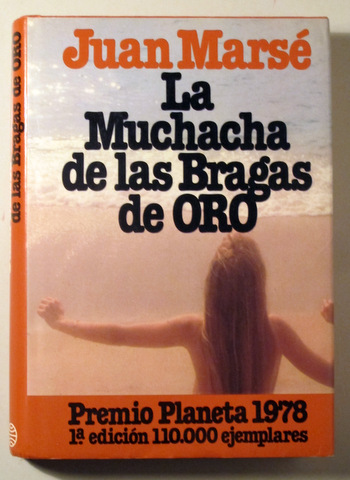 Juan Marsé
La
Muchacha
de las Bragas
de ORO
Premio Planeta 1978
1ª edición 110.000 ejemplares
de las Bragas de ORO